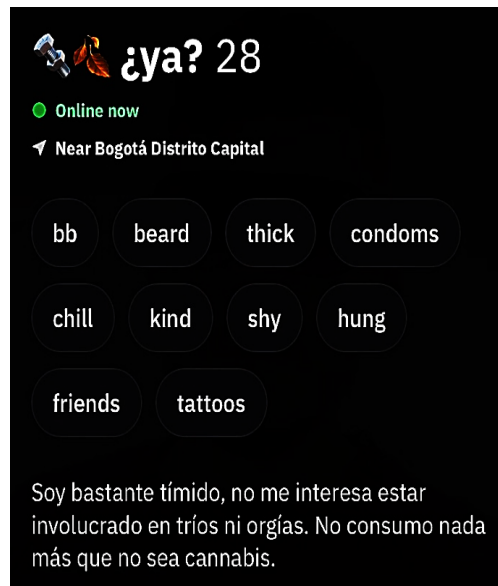 🔩🍂 ¿ya? 28
Online now
Near Bogotá Distrito Capital
bb beard thick condoms
chill kind shy hung
friends tattoos
Soy bastante tímido, no me interesa estar
involucrado en tríos ni orgías. No consumo nada
más que no sea cannabis.